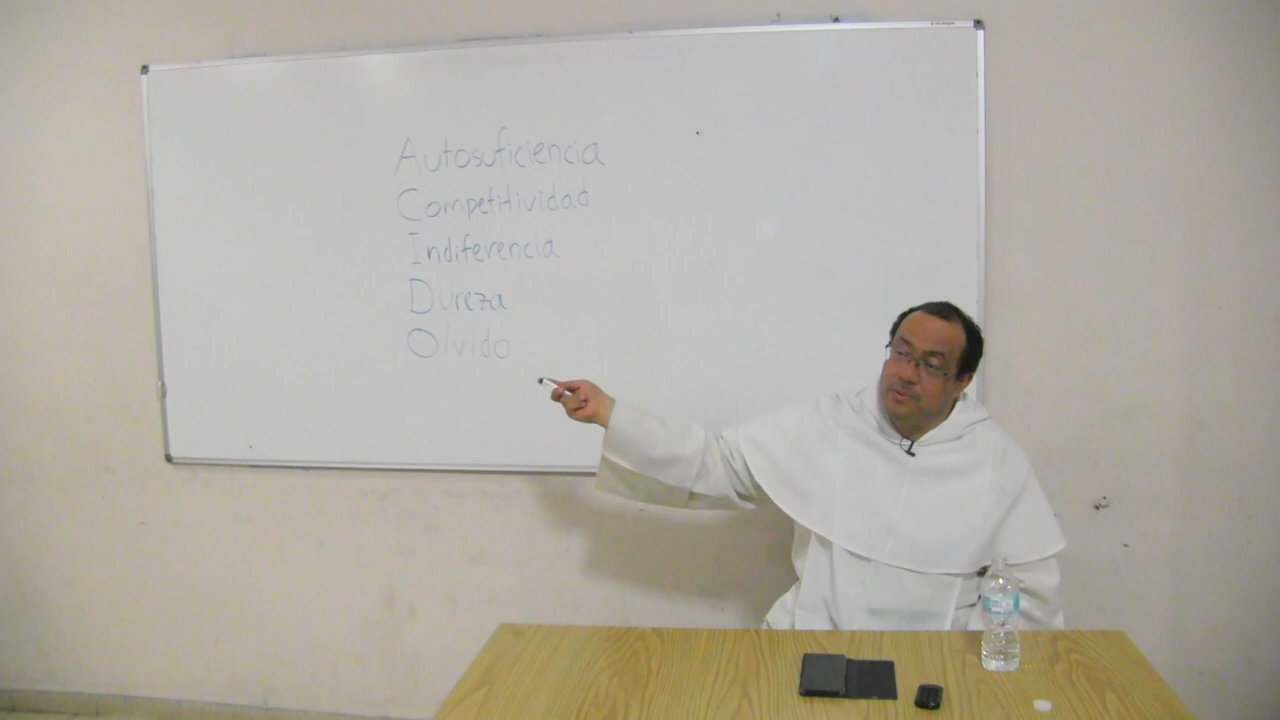 Autosuficiencia
Competitividad
Indiferencia
Dureza
Olvido